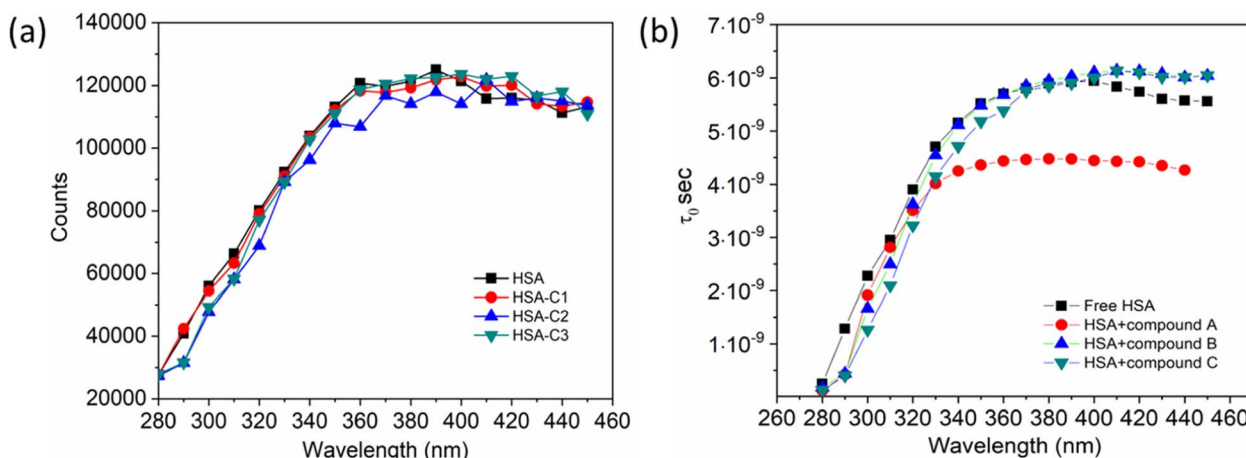 (a)
140000
120000
100000
80000
60000
40000
20000
Counts
280 300 320 340 360 380 400 420 440 460
Wavelength (nm)
HSA
HSA-C1
HSA-C2
HSA-C3
(b)
7·10⁻⁹
6·10⁻⁹
5·10⁻⁹
4·10⁻⁹
3·10⁻⁹
2·10⁻⁹
1·10⁻⁹
τ₀ sec
260 280 300 320 340 360 380 400 420 440 460
Wavelength (nm)
Free HSA
HSA+compound A
HSA+compound B
HSA+compound C